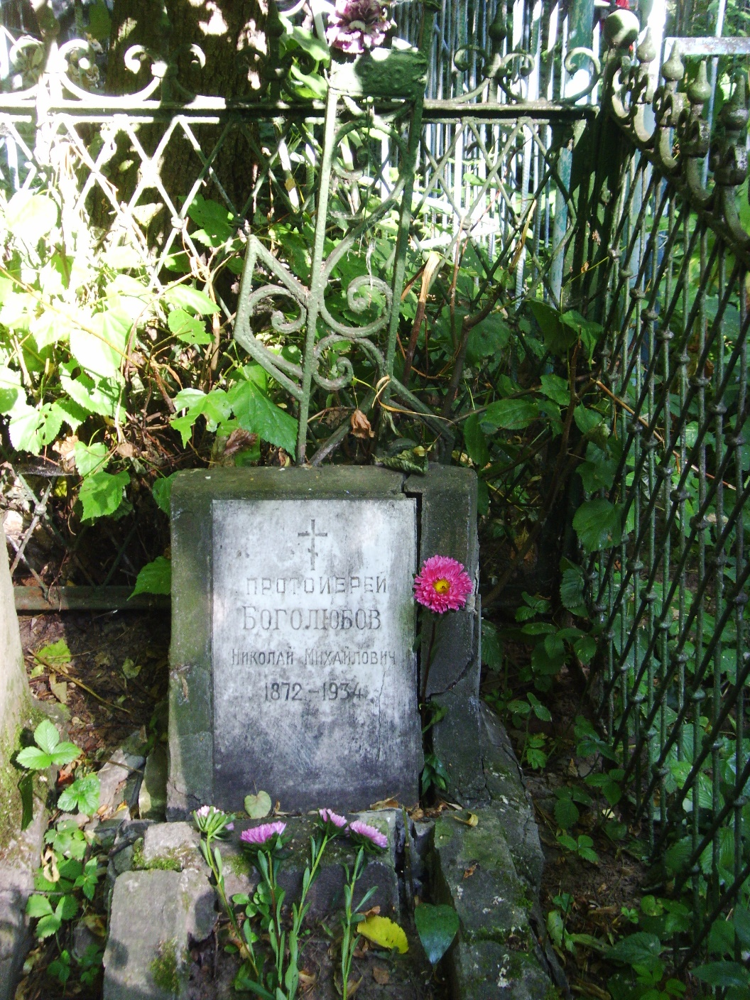 ПРОТОИЕРЕЙ
БОГОЛЮБОВ
НИКОЛАЙ МИХАЙЛОВИЧ
1872-1934